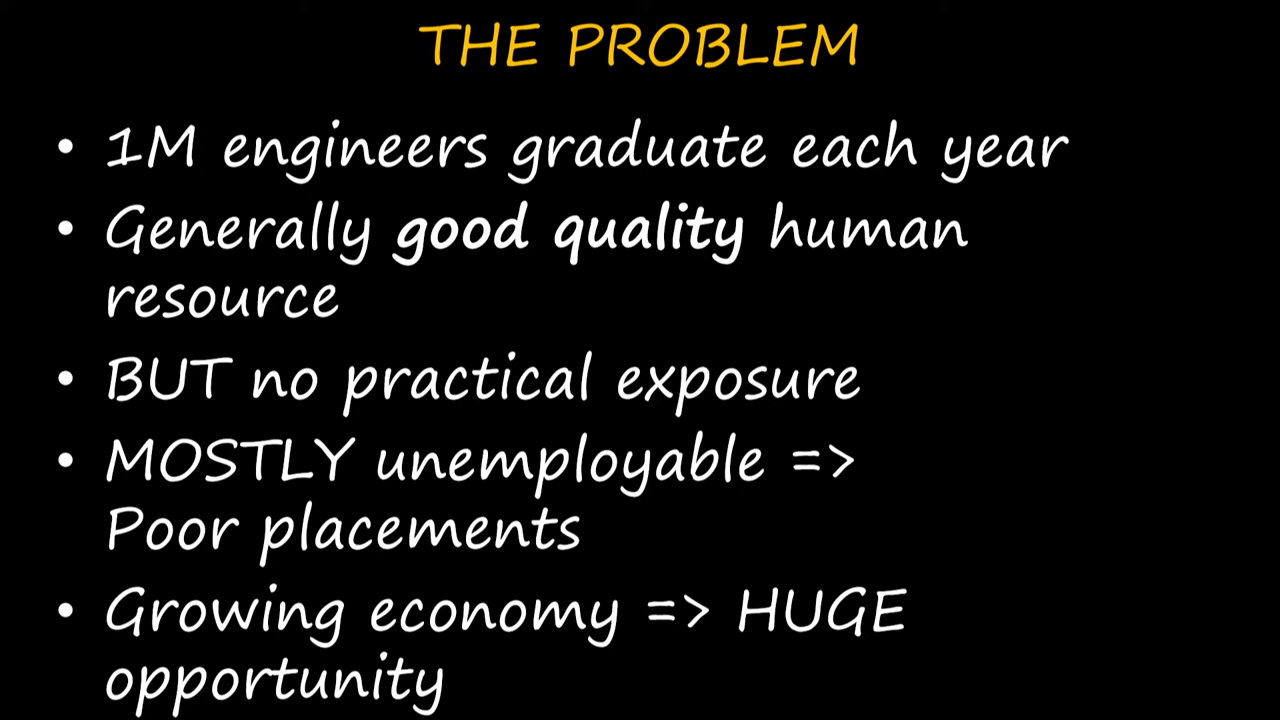 THE PROBLEM
• 1M engineers graduate each year
• Generally good quality human
resource
• BUT no practical exposure
• MOSTLY unemployable =>
Poor placements
• Growing economy => HUGE
opportunity